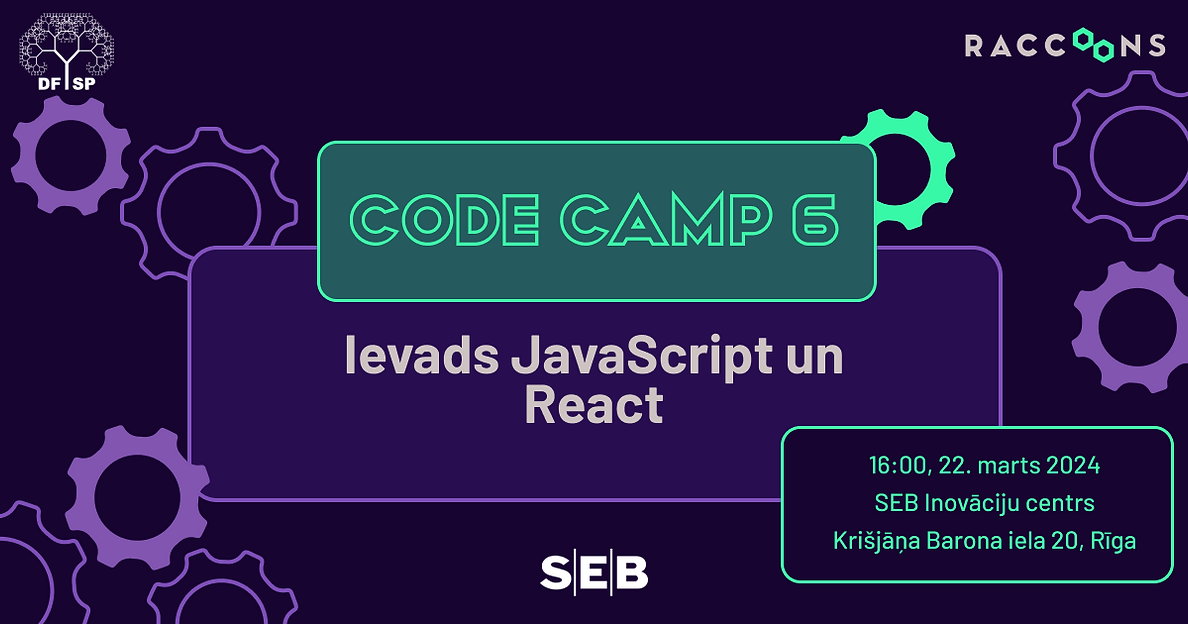 DF SP
RACCOONS
CODE CAMP 6
Ievads JavaScript un
React
16:00, 22. marts 2024
SEB Inovāciju centrs
Krišjāņa Barona iela 20, Rīga
SEB